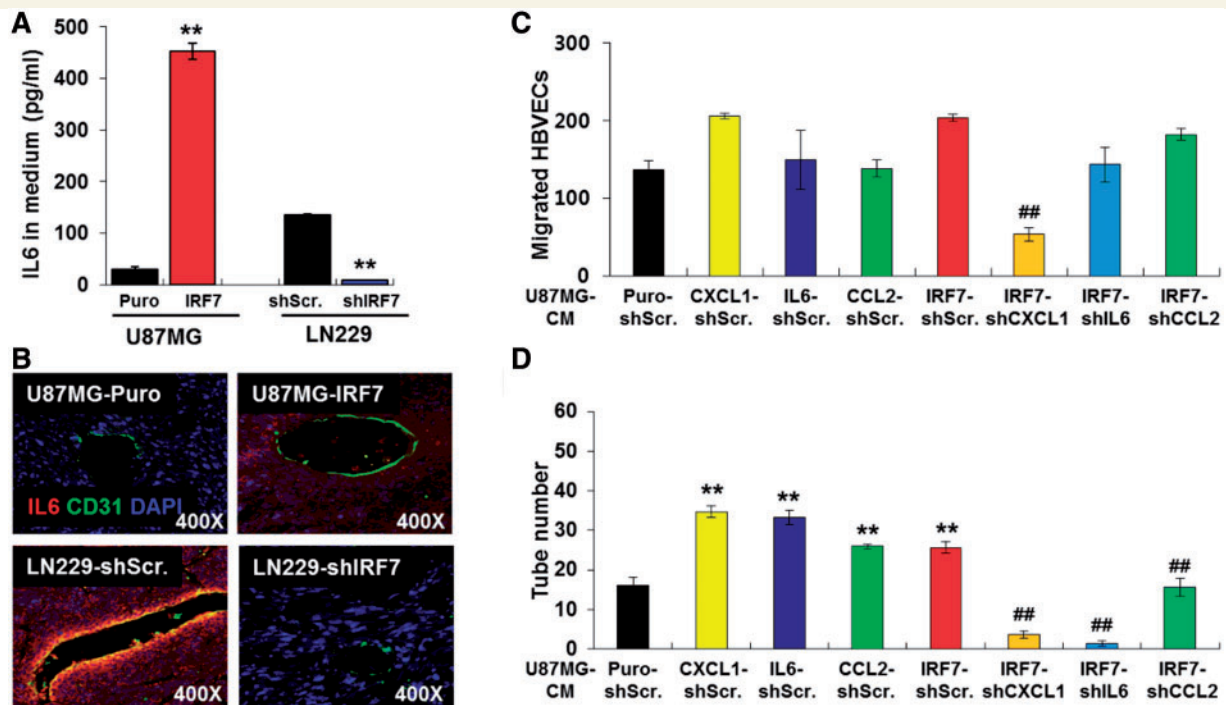 A
IL6 in medium (pg/ml)
500
400
300
200
100
0
**
**
Puro IRF7 shScr. shIRF7
U87MG LN229
B
U87MG-Puro
IL6 CD31 DAPI
400X
U87MG-IRF7
400X
LN229-shScr.
400X
LN229-shIRF7
400X
C
Migrated HBVECs
300
200
100
0
##
U87MG- Puro- CXCL1- IL6- CCL2- IRF7- IRF7- IRF7- IRF7-
CM shScr. shScr. shScr. shScr. shScr. shCXCL1 shIL6 shCCL2
D
Tube number
60
50
40
30
20
10
0
** ** ** ** ## ## ##
U87MG- Puro- CXCL1- IL6- CCL2- IRF7- IRF7- IRF7- IRF7-
CM shScr. shScr. shScr. shScr. shScr. shCXCL1 shIL6 shCCL2